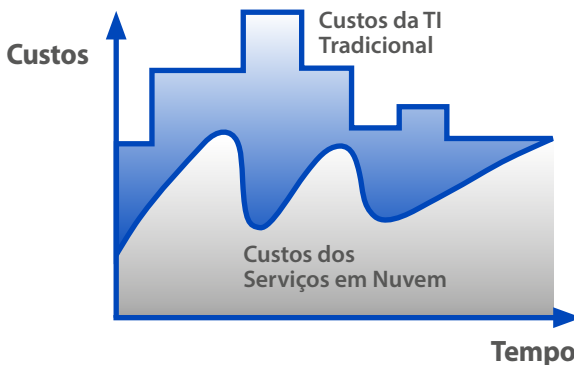 Custos da TI
Tradicional
Custos
Custos dos
Serviços em Nuvem
Tempo